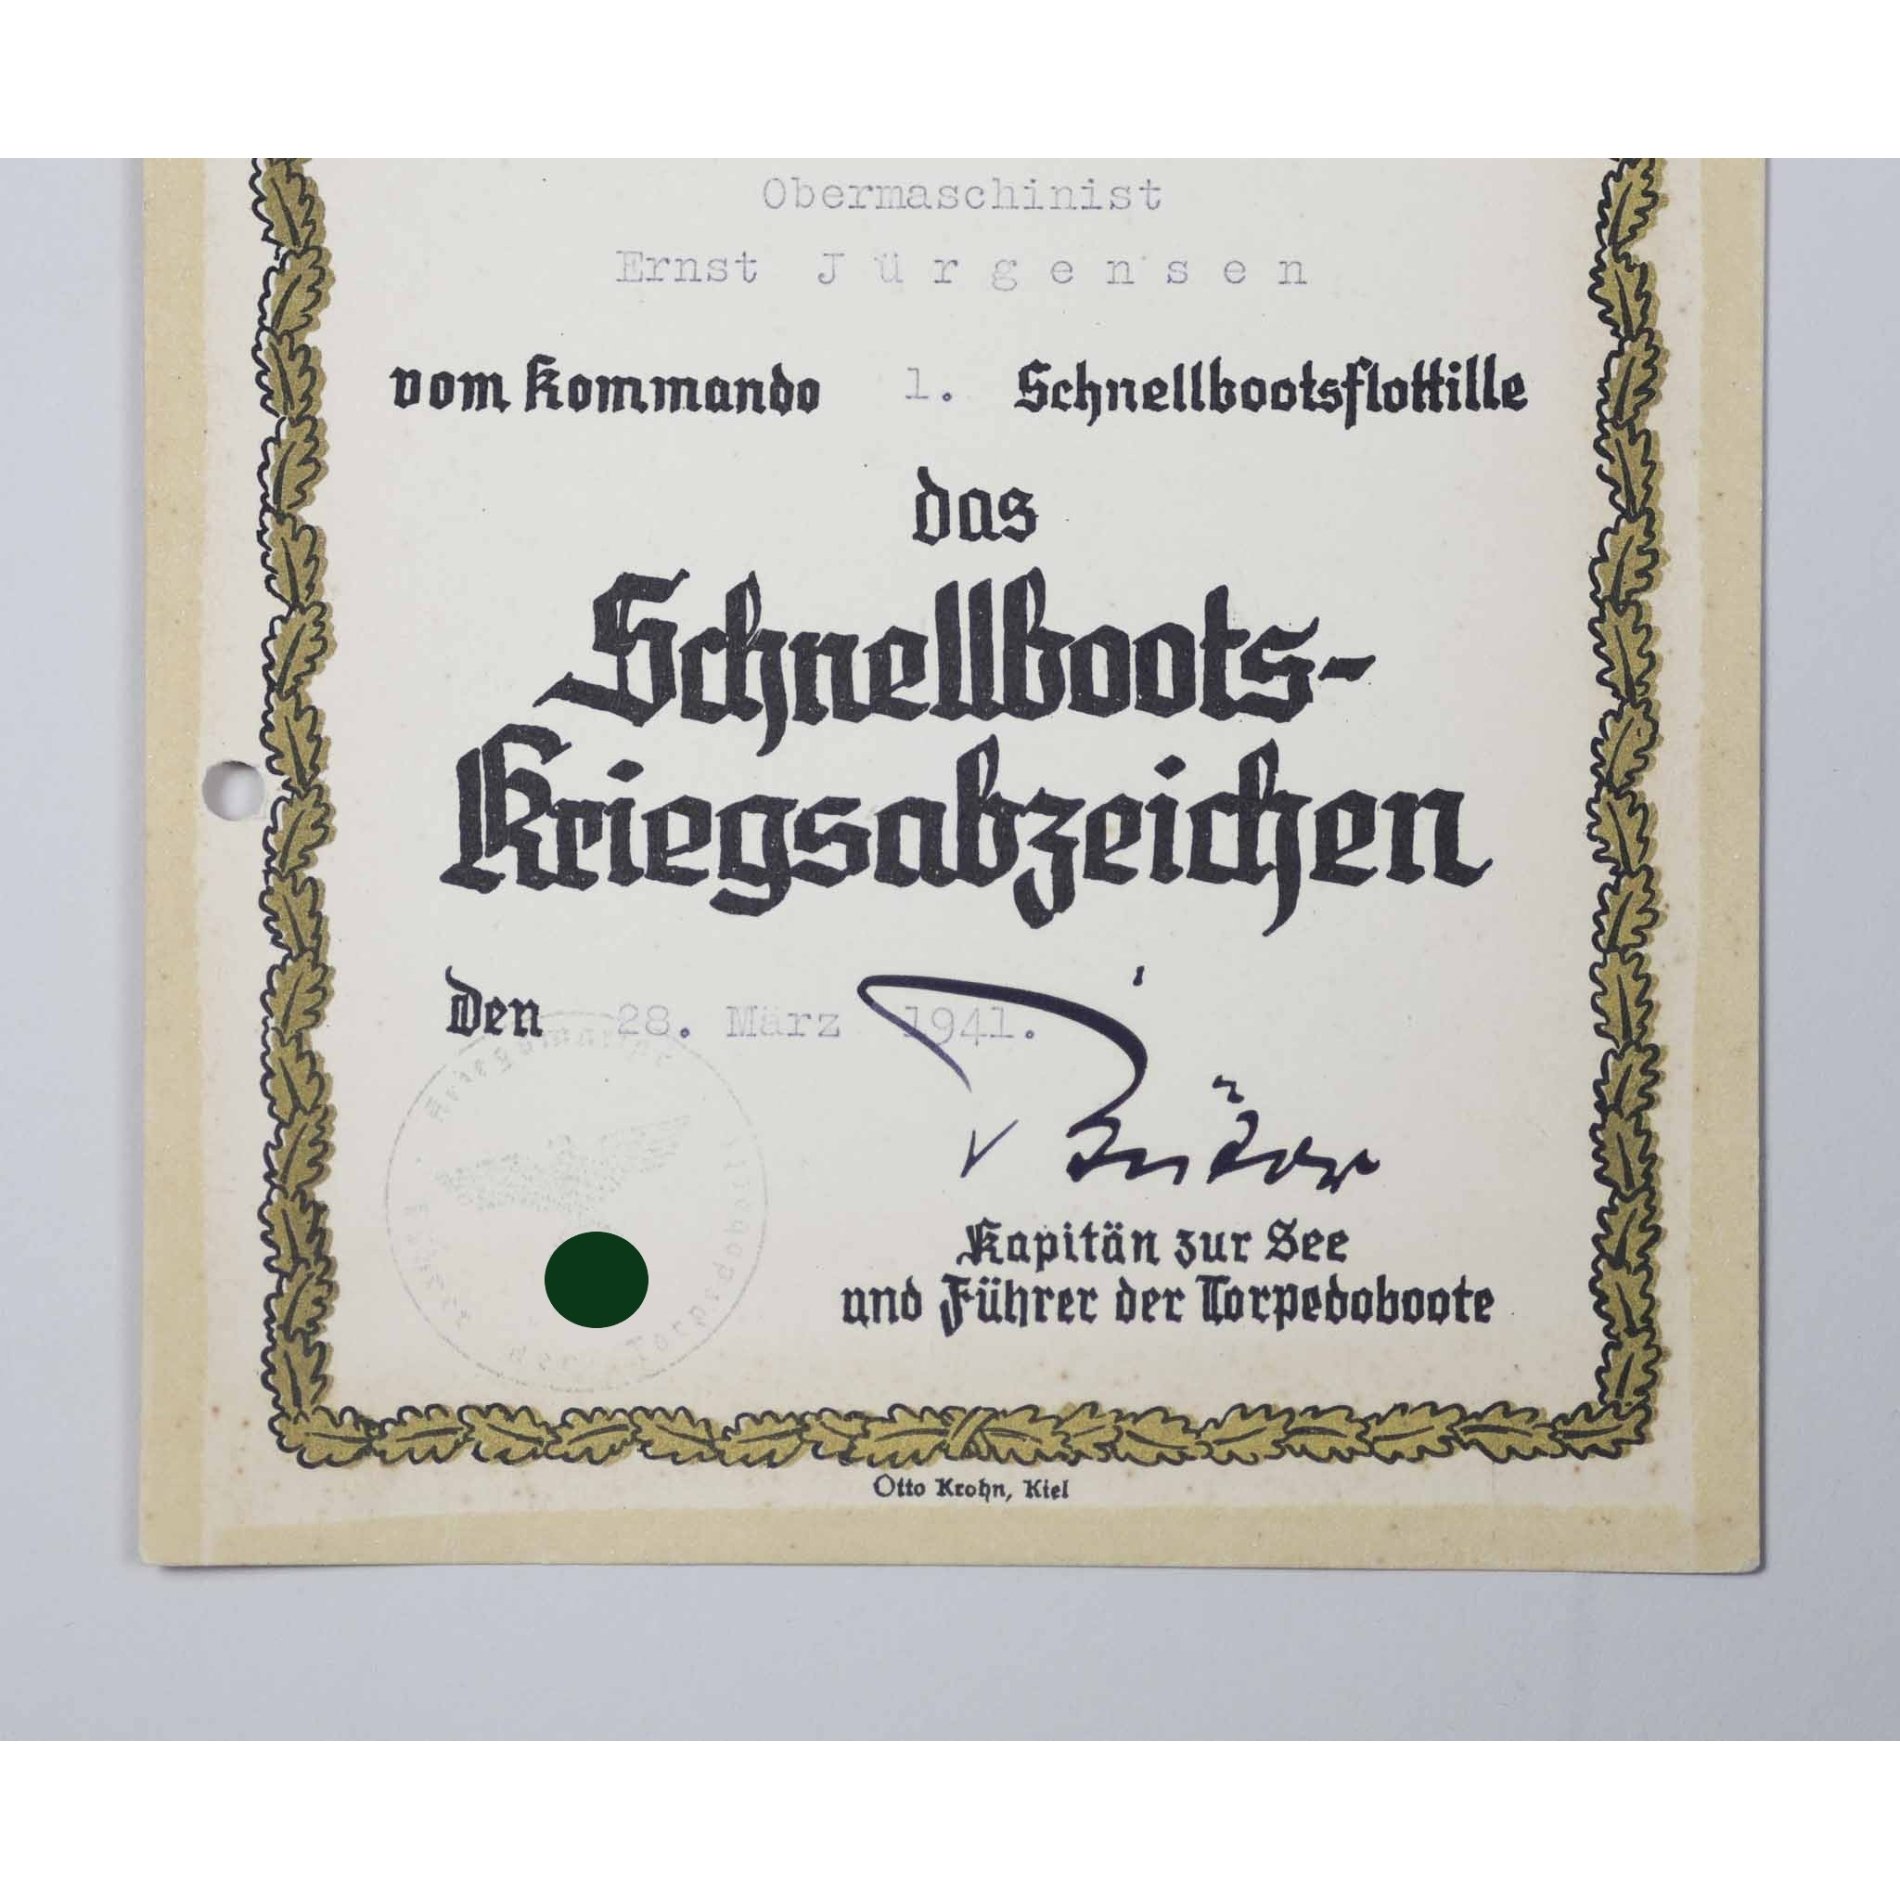 Obermaschinist
Ernst Jürgensen
vom Kommando 1. Schnellbootsflottille
das
Schnellboots-
Kriegsabzeichen
Den 28. März 1941.
Kapitän zur See
und Führer der Torpedoboote
Otto Krohn, Kiel